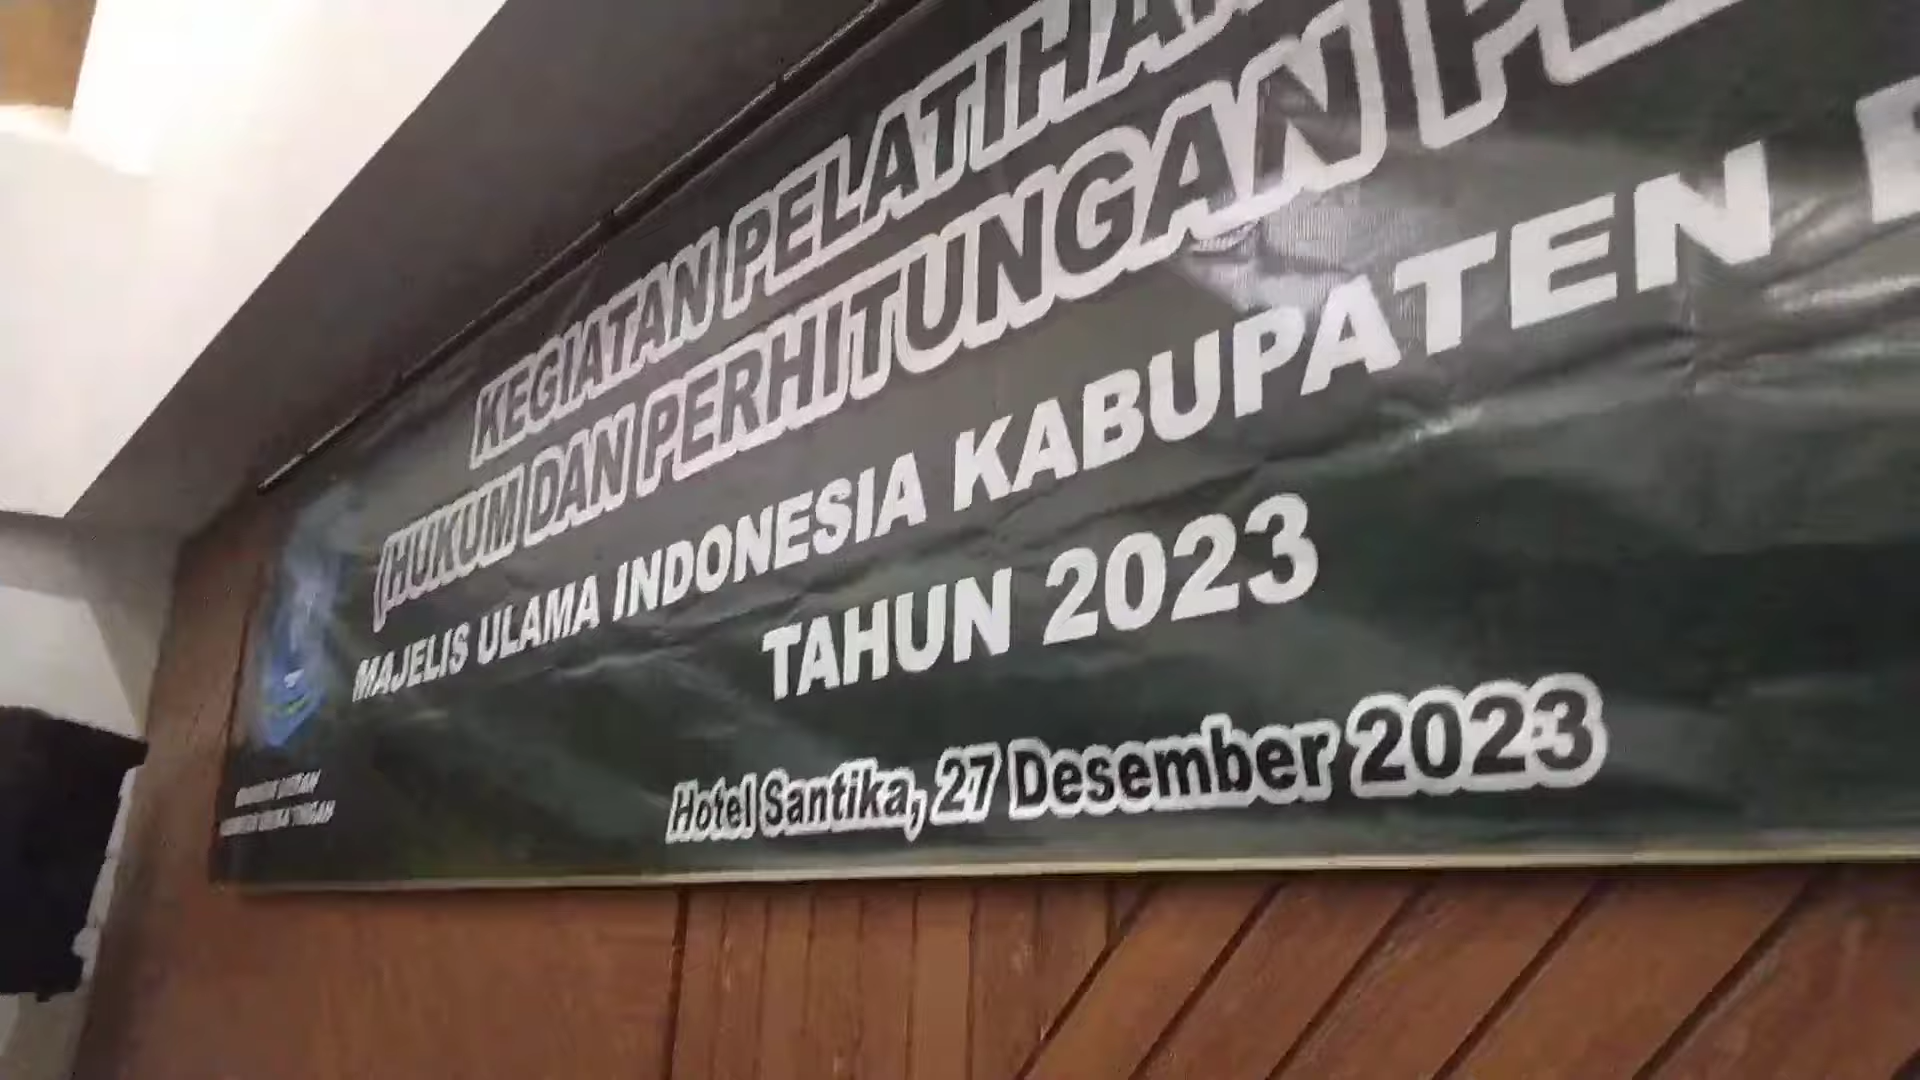 KEGIATAN PELATIHAN
(HUKUM DAN PERHITUNGAN
MAJELIS ULAMA INDONESIA KABUPATEN
TAHUN 2023
Hotel Santika, 27 Desember 2023